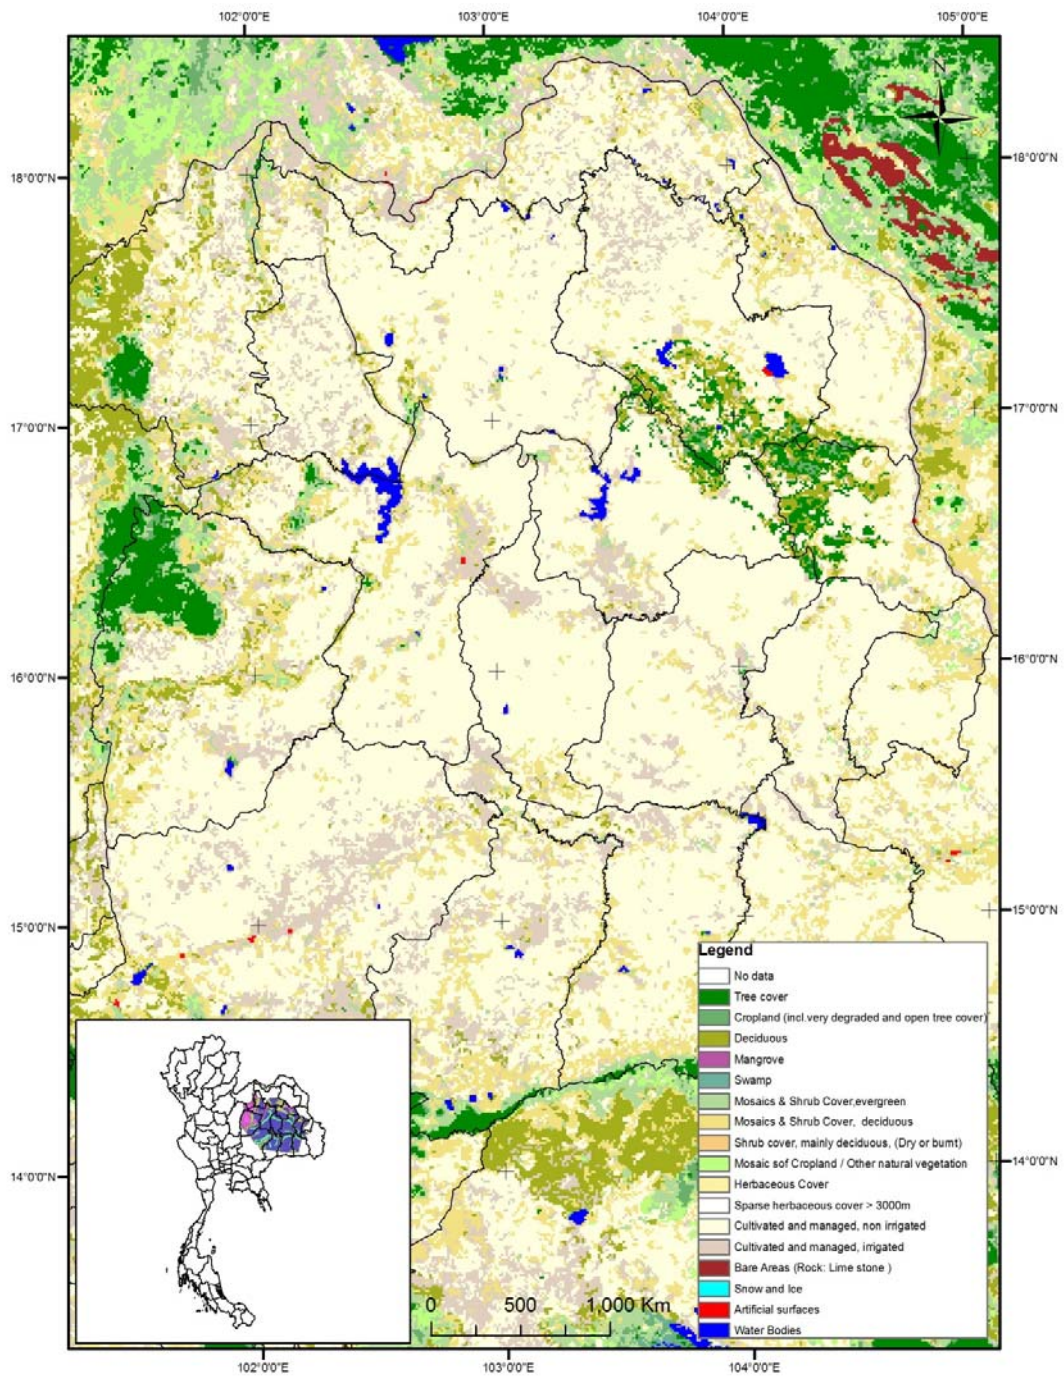 102°0'0"E
103°0'0"E
104°0'0"E
105°0'0"E
N
18°0'0"N
18°0'0"N
17°0'0"N
17°0'0"N
16°0'0"N
16°0'0"N
15°0'0"N
15°0'0"N
14°0'0"N
14°0'0"N
Legend
No data
Tree cover
Cropland (incl.very degraded and open tree cover)
Deciduous
Mangrove
Swamp
Mosaics & Shrub Cover,evergreen
Mosaics & Shrub Cover, deciduous
Shrub cover, mainly deciduous, (Dry or burnt)
Mosaic sof Cropland / Other natural vegetation
Herbaceous Cover
Sparse herbaceous cover > 3000m
Cultivated and managed, non irrigated
Cultivated and managed, irrigated
Bare Areas (Rock: Lime stone )
Snow and Ice
Artificial surfaces
Water Bodies
0 500 1,000 Km
102°0'0"E
103°0'0"E
104°0'0"E